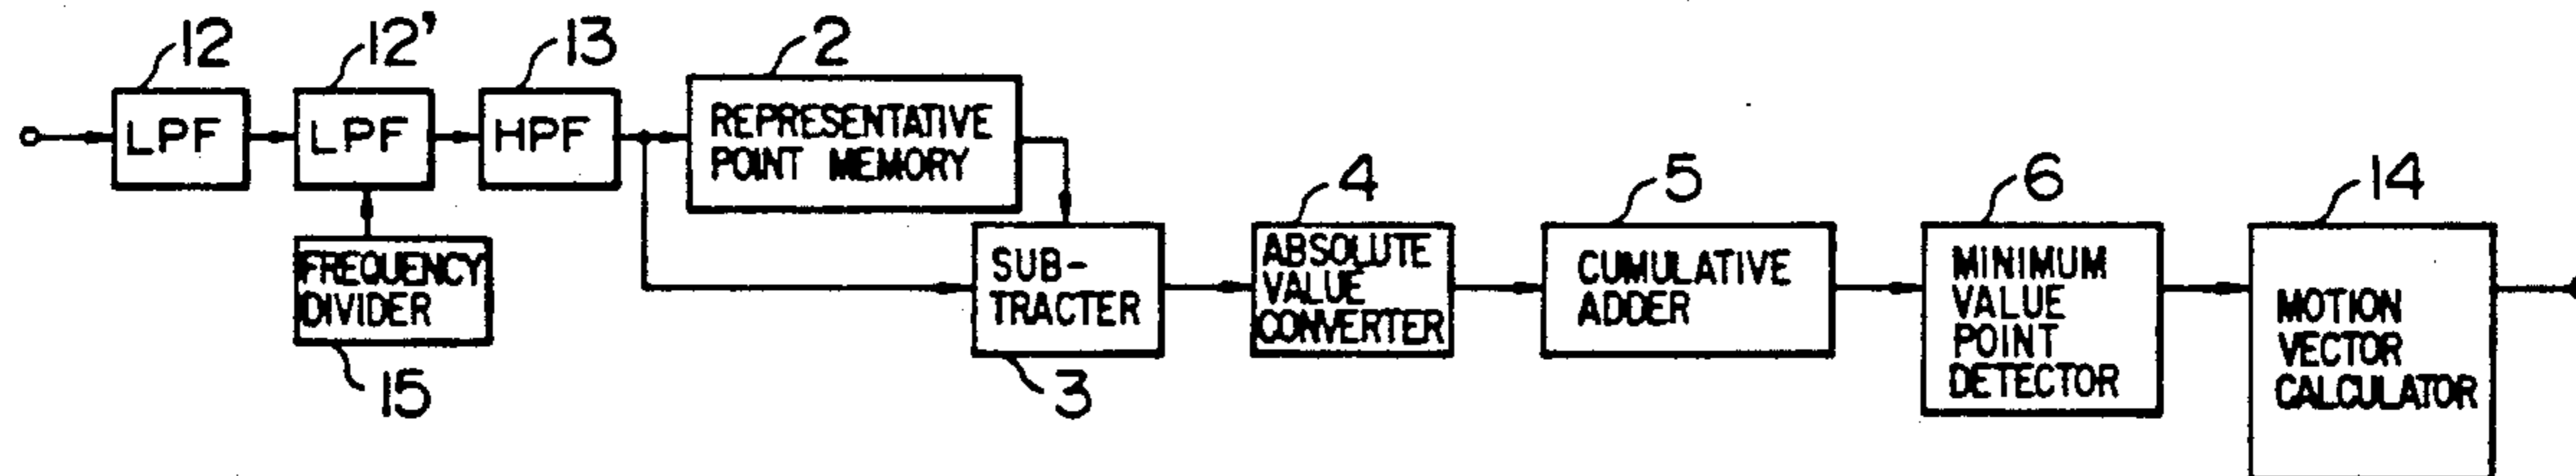 12
12'
13
2
LPF
LPF
HPF
REPRESENTATIVE
POINT MEMORY
FREQUENCY
DIVIDER
15
SUB-
TRACTER
3
4
ABSOLUTE
VALUE
CONVERTER
5
CUMULATIVE
ADDER
6
MINIMUM
VALUE
POINT
DETECTOR
14
MOTION
VECTOR
CALCULATOR